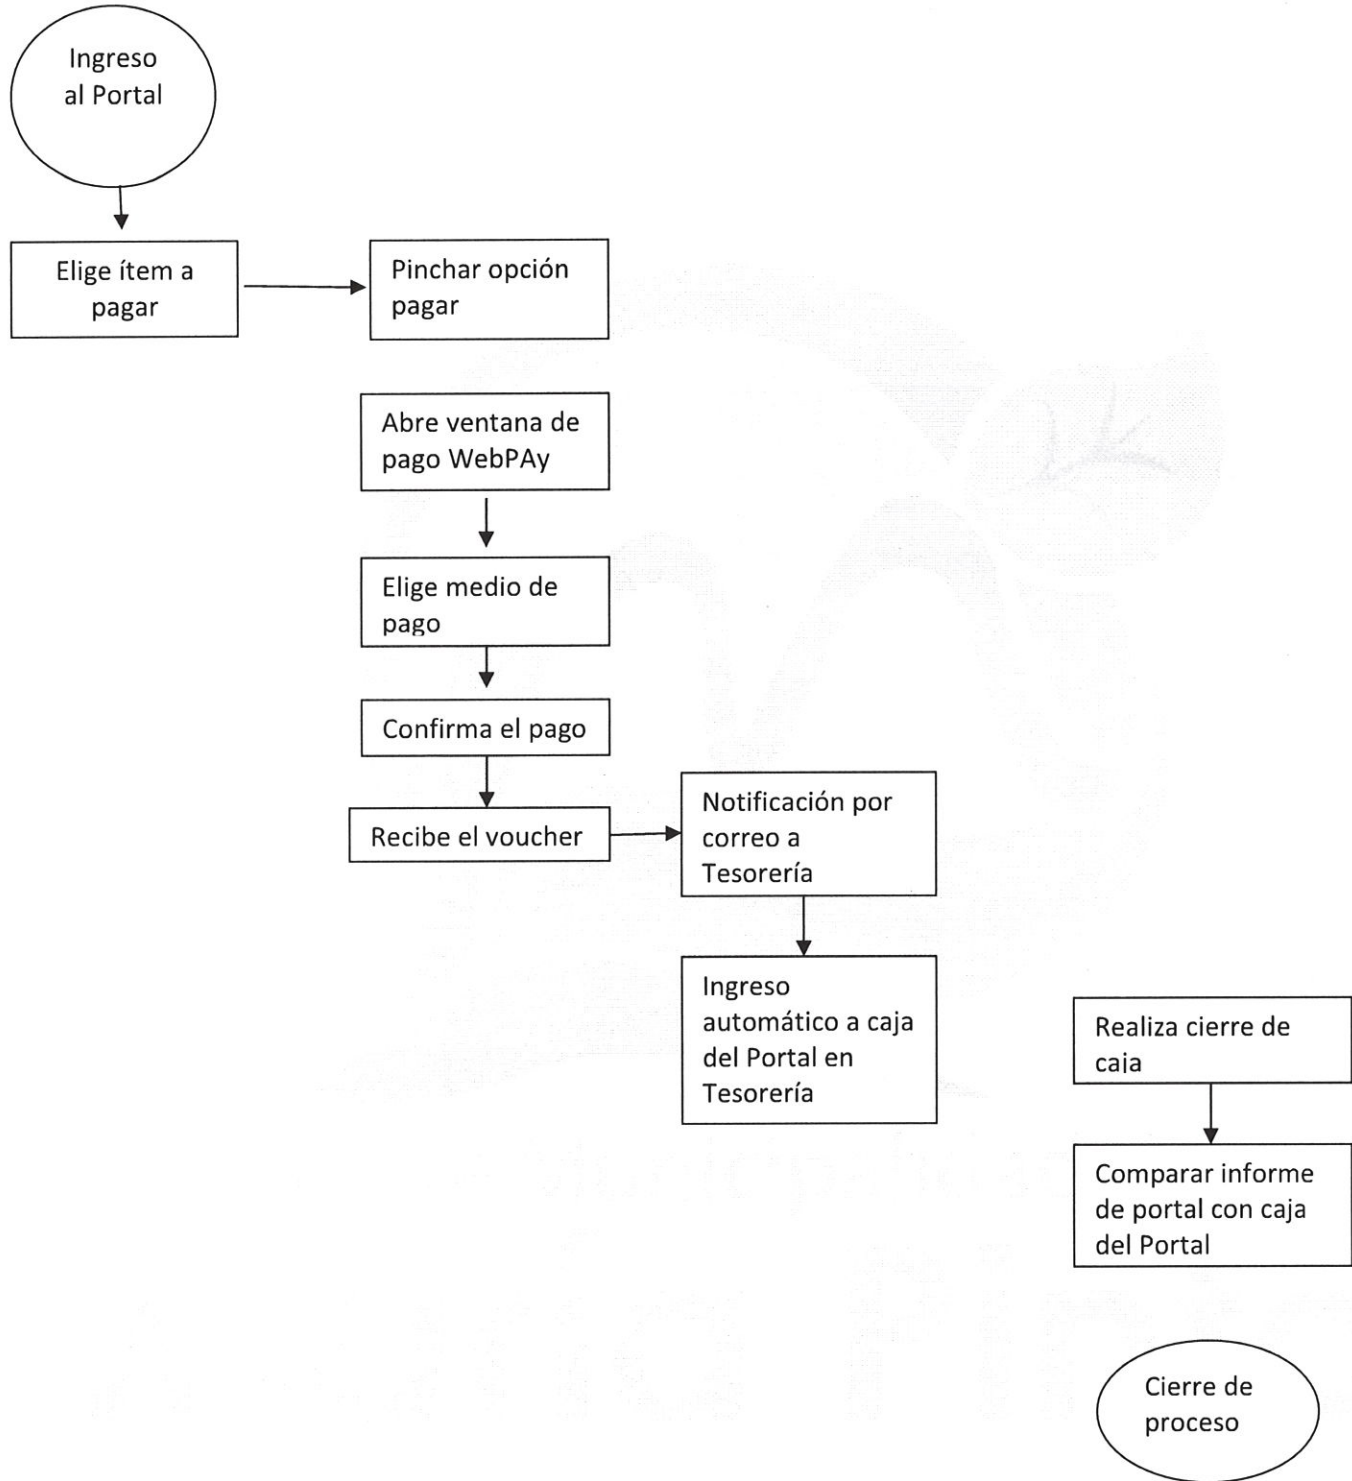 Ingreso
al Portal
Elige ítem a
pagar
Pinchar opción
pagar
Abre ventana de
pago WebPAy
Elige medio de
pago
Confirma el pago
Recibe el voucher
Notificación por
correo a
Tesorería
Ingreso
automático a caja
del Portal en
Tesorería
Realiza cierre de
caja
Comparar informe
de portal con caja
del Portal
Cierre de
proceso